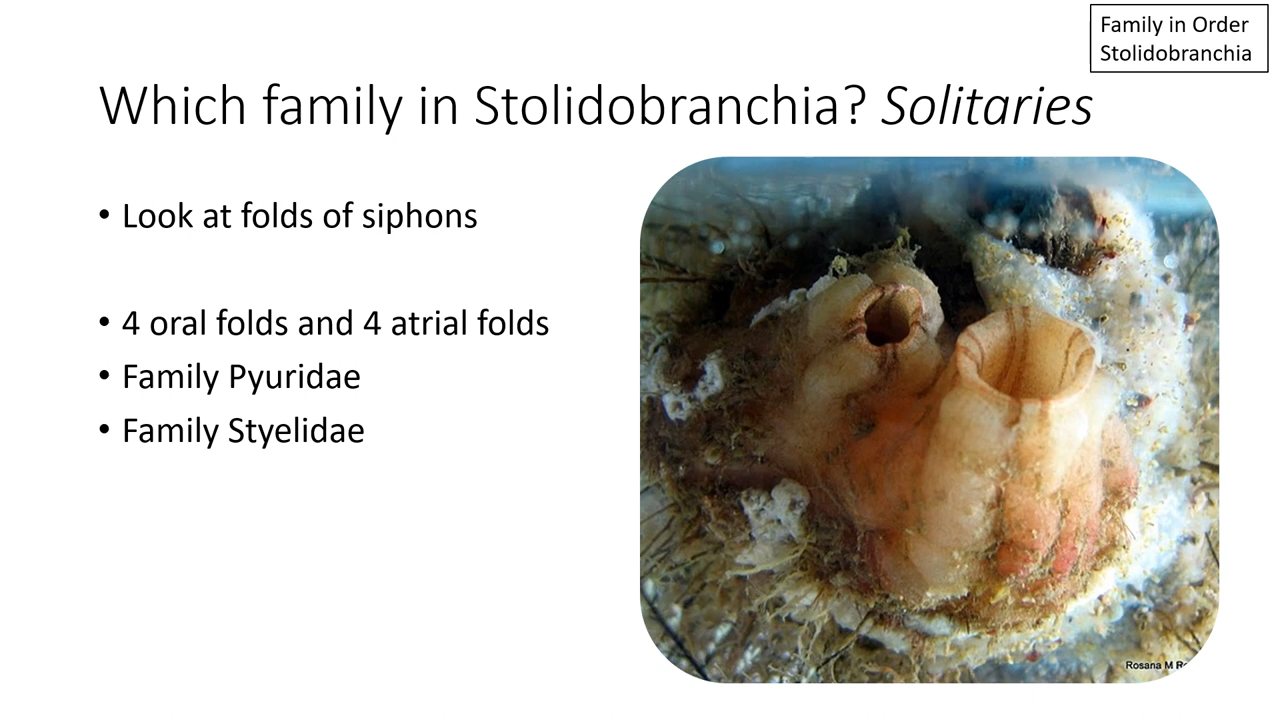 Family in Order
Stolidobranchia
Which family in Stolidobranchia? Solitaries
• Look at folds of siphons
• 4 oral folds and 4 atrial folds
• Family Pyuridae
• Family Styelidae
Rosana M